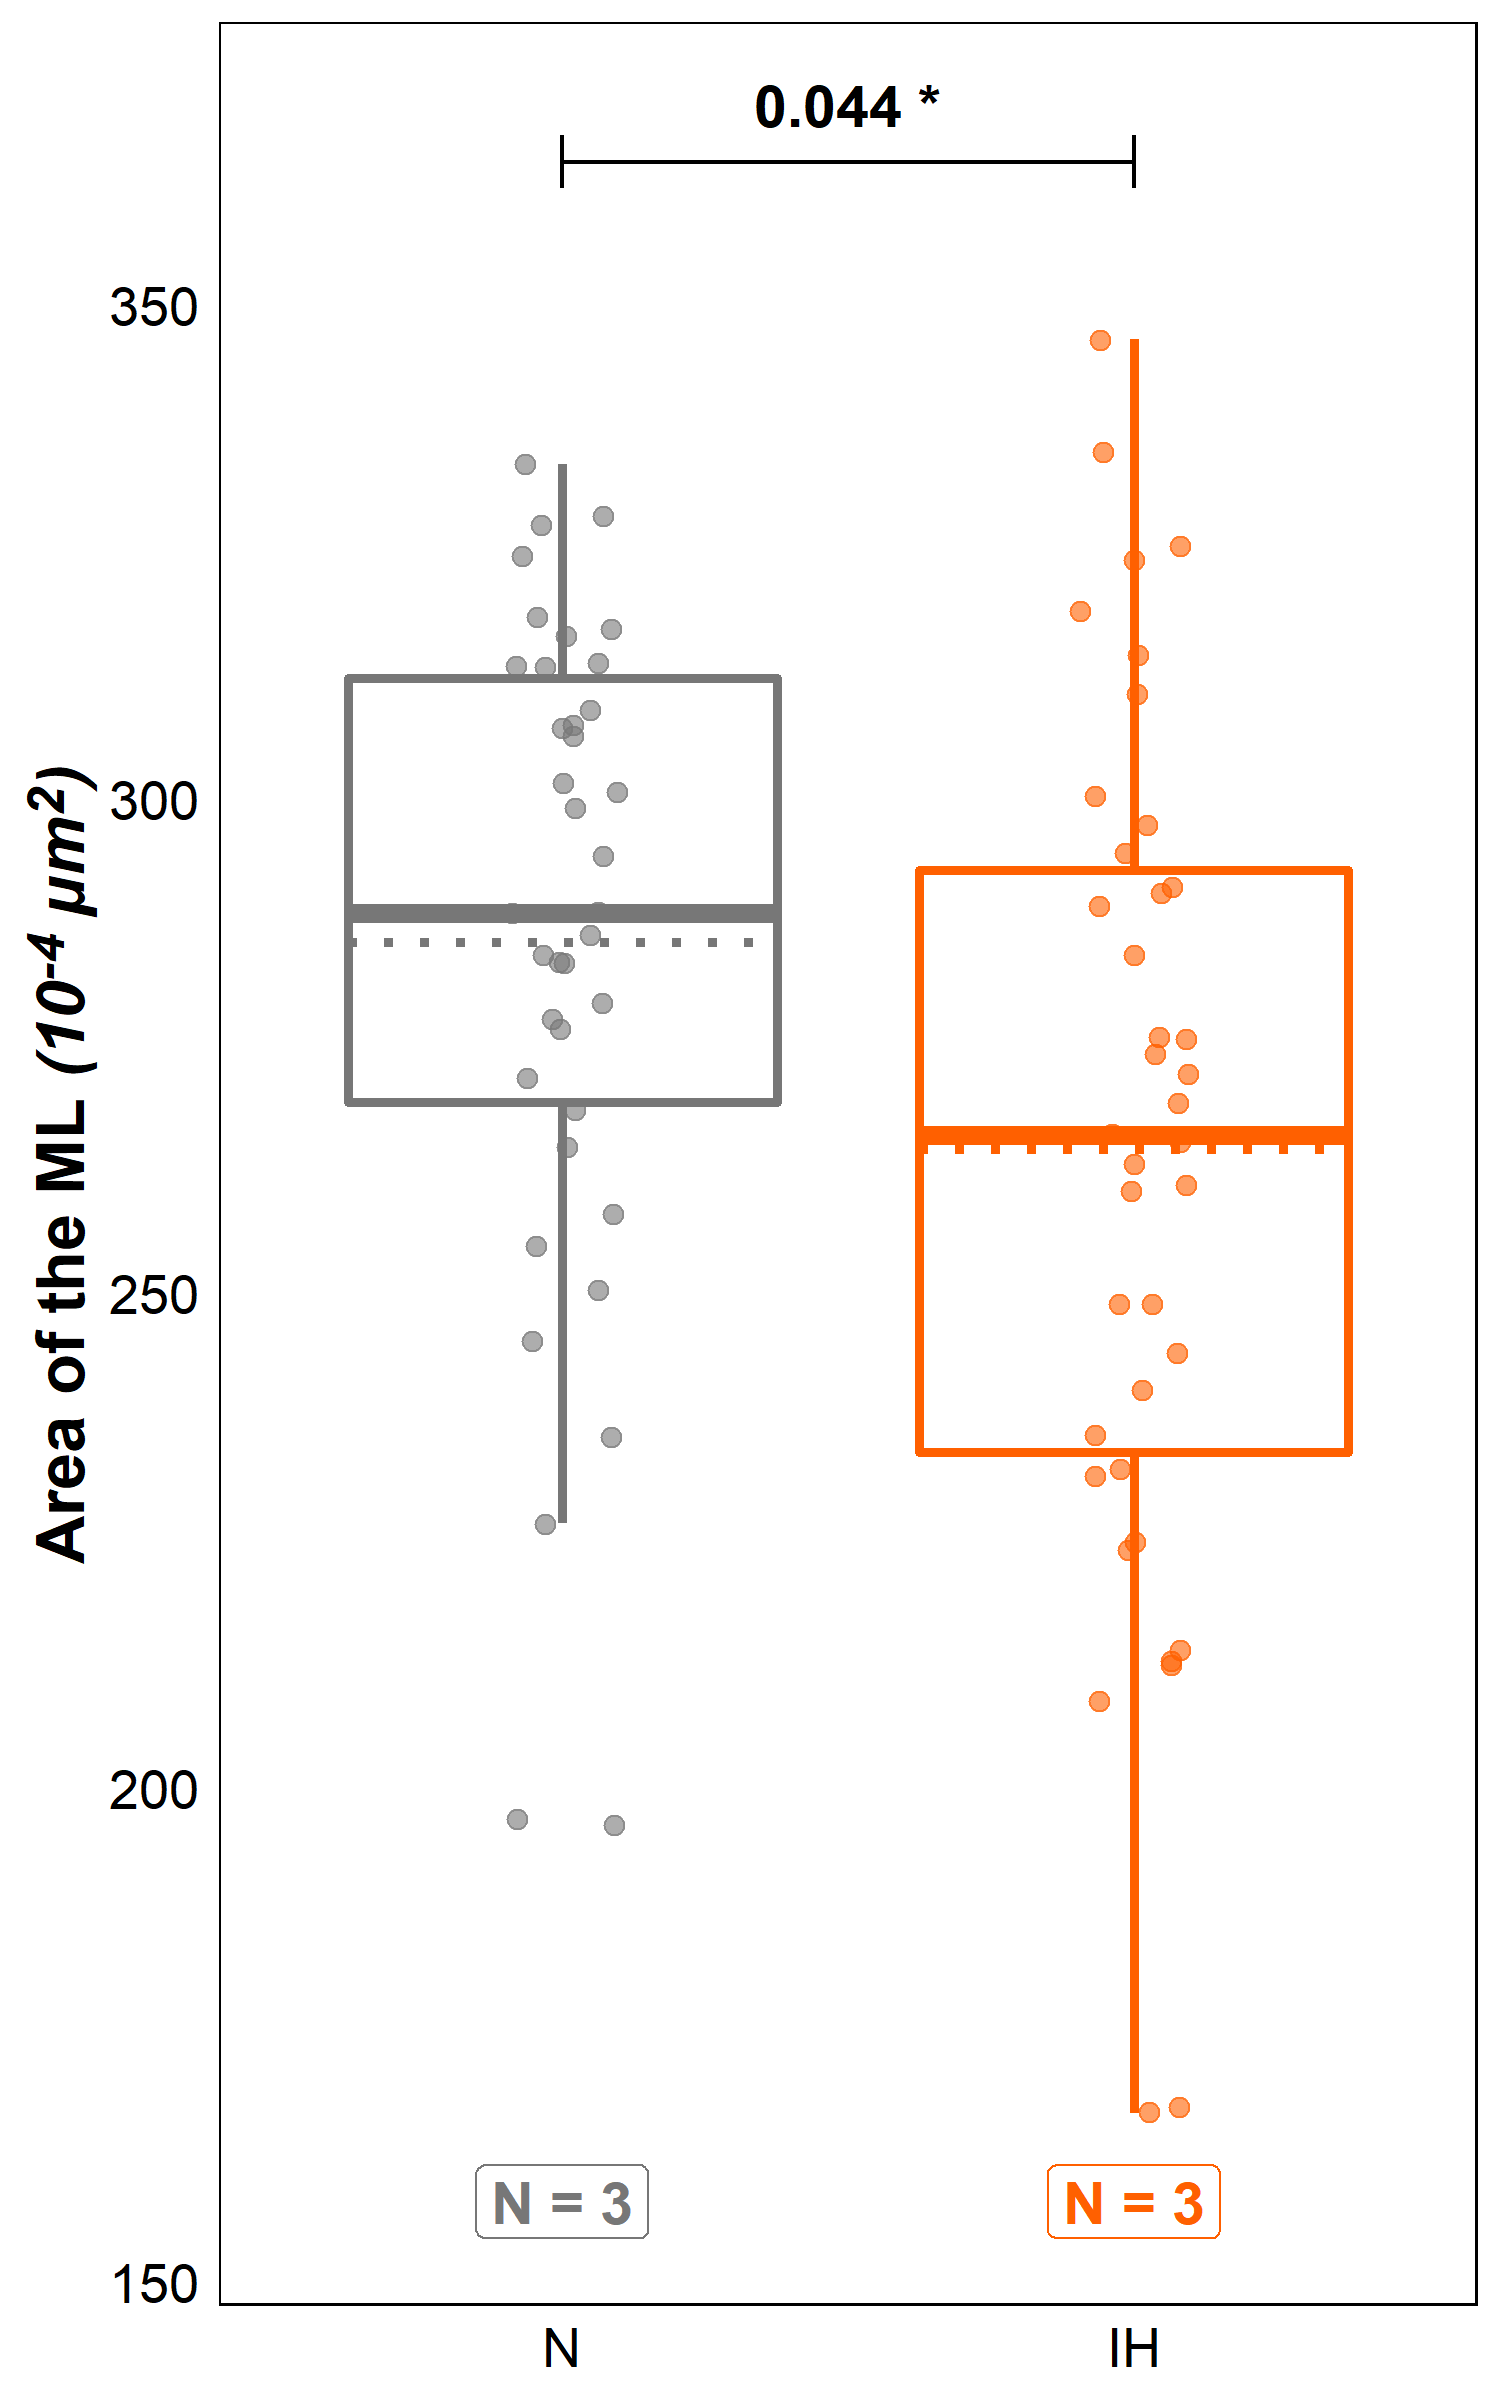 0.044 *
350
300
250
200
150
Area of the ML (10⁻⁴ µm²)
N = 3
N = 3
N
IH